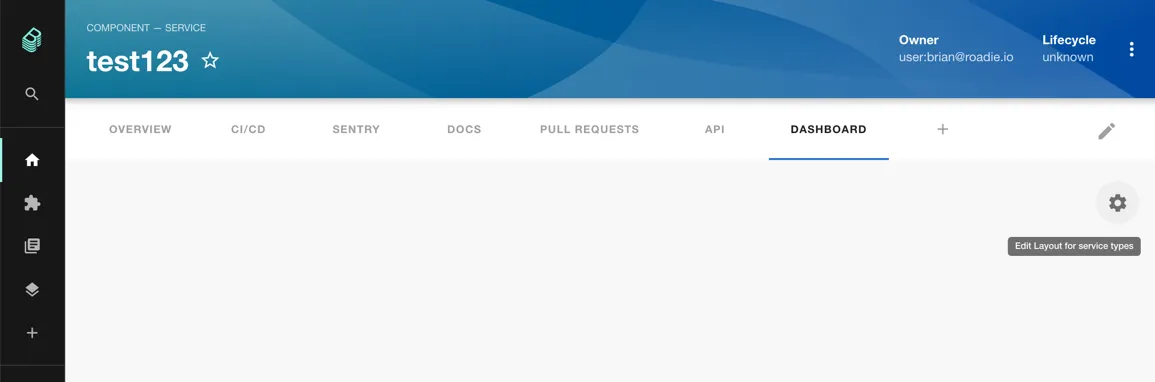 COMPONENT — SERVICE
test123
Owner
user:brian@roadie.io
Lifecycle
unknown
OVERVIEW CI/CD SENTRY DOCS PULL REQUESTS API DASHBOARD
Edit Layout for service types